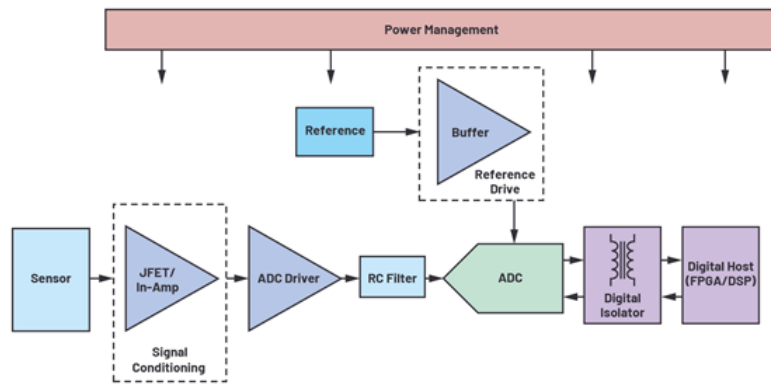 Power Management
Reference
Buffer
Reference
Drive
Sensor
JFET/
In-Amp
Signal
Conditioning
ADC Driver
RC Filter
ADC
Digital
Isolator
Digital Host
(FPGA/DSP)